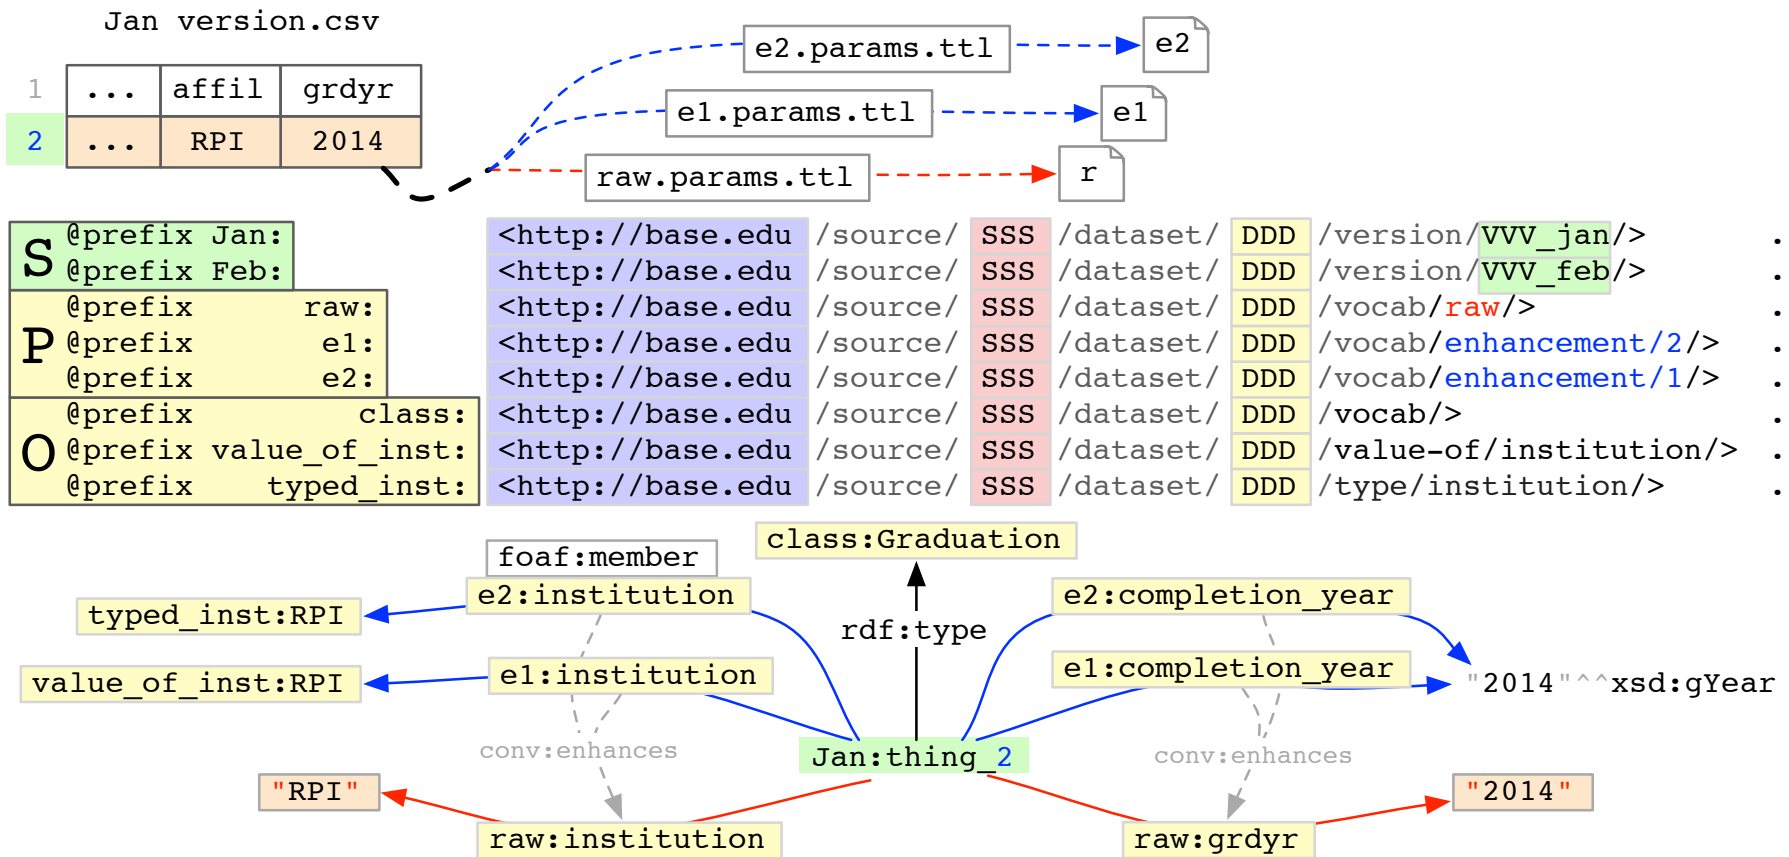 Jan version.csv
1 ... affil grdyr
2 ... RPI 2014
e2.params.ttl e2
e1.params.ttl e1
raw.params.ttl r
S
@prefix Jan: <http://base.edu /source/ SSS /dataset/ DDD /version/VVV_jan/> .
@prefix Feb: <http://base.edu /source/ SSS /dataset/ DDD /version/VVV_feb/> .
P
@prefix raw: <http://base.edu /source/ SSS /dataset/ DDD /vocab/raw/> .
@prefix e1: <http://base.edu /source/ SSS /dataset/ DDD /vocab/enhancement/2/> .
@prefix e2: <http://base.edu /source/ SSS /dataset/ DDD /vocab/enhancement/1/> .
O
@prefix class: <http://base.edu /source/ SSS /dataset/ DDD /vocab/> .
@prefix value_of_inst: <http://base.edu /source/ SSS /dataset/ DDD /value-of/institution/> .
@prefix typed_inst: <http://base.edu /source/ SSS /dataset/ DDD /type/institution/> .
class:Graduation
foaf:member
e2:institution e2:completion_year
typed_inst:RPI rdf:type
e1:institution e1:completion_year
value_of_inst:RPI "2014"^^xsd:gYear
conv:enhances Jan:thing_2 conv:enhances
"RPI" "2014"
raw:institution raw:grdyr